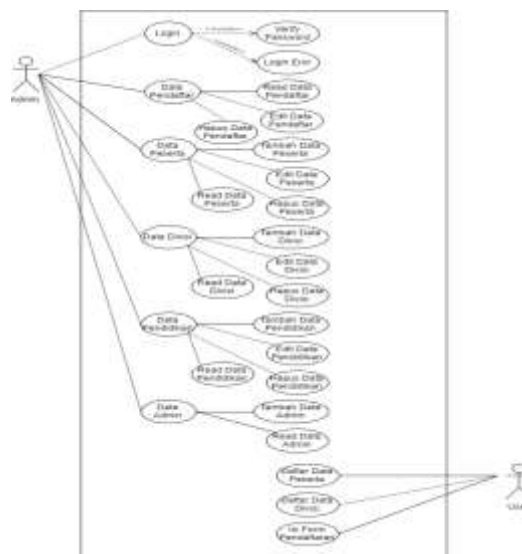 Login
Verify
Password
Login Eror
Admin
Data
Pendaftar
Read Data
Pendaftar
Edit Data
Pendaftar
Hapus Data
Pendaftar
Data
Peserta
Tambah Data
Peserta
Edit Data
Peserta
Read Data
Peserta
Hapus Data
Peserta
Data Divisi
Tambah Data
Divisi
Edit Data
Divisi
Read Data
Divisi
Hapus Data
Divisi
Data
Pendidikan
Tambah Data
Pendidikan
Edit Data
Pendidikan
Read Data
Pendidikan
Hapus Data
Pendidikan
Data
Admin
Tambah Data
Admin
Read Data
Admin
Daftar Data
Peserta
Daftar Data
Divisi
Isi Form
Pendaftaran